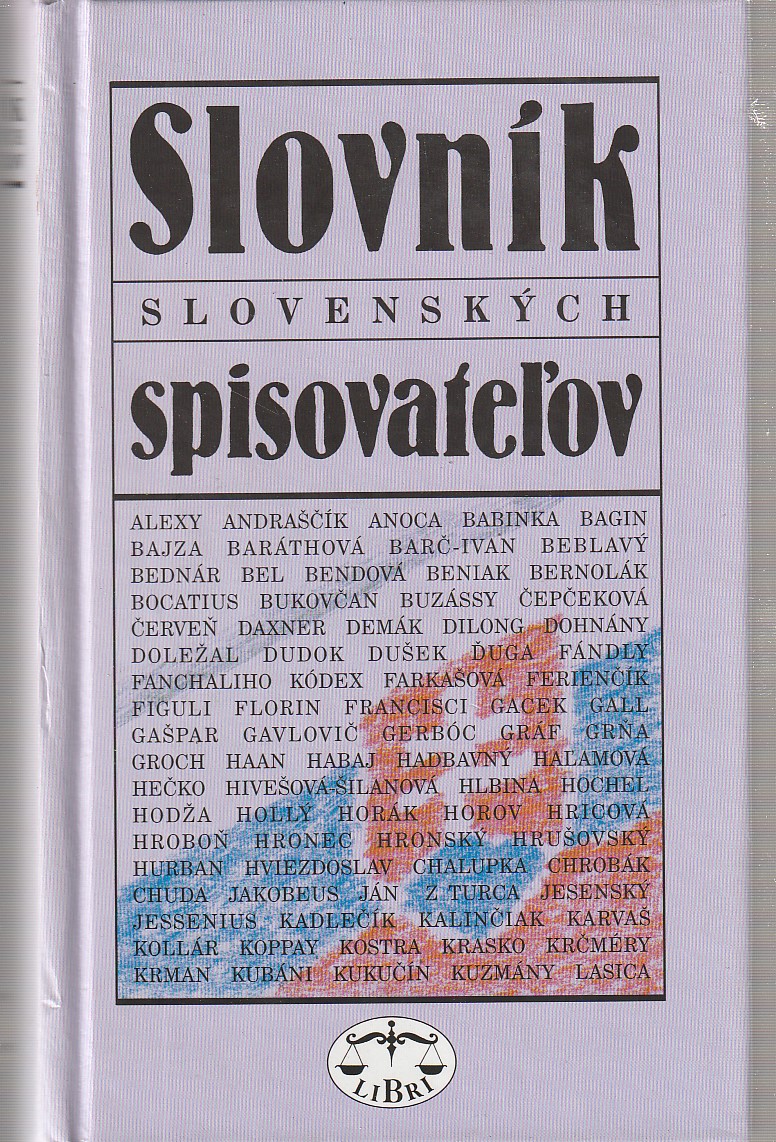 Slovník
SLOVENSKÝCH
spisovateľov
ALEXY ANDRAŠČÍK ANOCA BABINKA BAGIN
BAJZA BARÁTHOVÁ BARČ-IVAN BEBLAVÝ
BEDNÁR BEL BENDOVÁ BENIAK BERNOLÁK
BOCATIUS BUKOVČAN BUZÁSSY ČEPČEKOVÁ
ČERVEŇ DAXNER DEMÁK DILONG DOHNÁNY
DOLEŽAL DUDOK DUŠEK ĎUGA FÁNDLY
FANCHALIHO KÓDEX FARKAŠOVÁ FERIENČÍK
FIGULI FLORIN FRANCISCI GACEK GALL
GAŠPAR GAVLOVIČ GERBÓC GRÁF GRŇA
GROCH HAAN HABAJ HADBAVNÝ HAĽAMOVÁ
HEČKO HIVEŠOVÁ-ŠILANOVÁ HLBINA HOCHEL
HODŽA HOLLÝ HORÁK HOROV HRICOVÁ
HROBOŇ HRONEC HRONSKÝ HRUŠOVSKÝ
HURBAN HVIEZDOSLAV CHALUPKA CHROBÁK
CHUDA JAKOBEUS JÁN Z TURCA JESENSKÝ
JESSENIUS KADLEČÍK KALINČIAK KARVAŠ
KOLLÁR KOPPAY KOSTRA KRASKO KRČMÉRY
KRMAN KUBÁNI KUKUČÍN KUZMÁNY LASICA
LIBRI